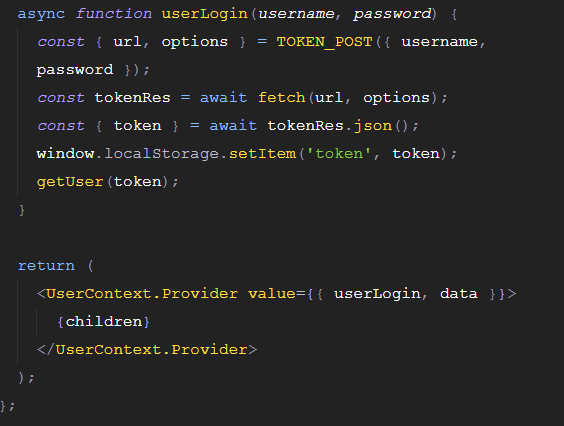 async function userLogin(username, password) {
const { url, options } = TOKEN_POST({ username,
password });
const tokenRes = await fetch(url, options);
const { token } = await tokenRes.json();
window.localStorage.setItem('token', token);
getUser(token);
}
return (
<UserContext.Provider value={{ userLogin, data }}>
{children}
</UserContext.Provider>
);
};